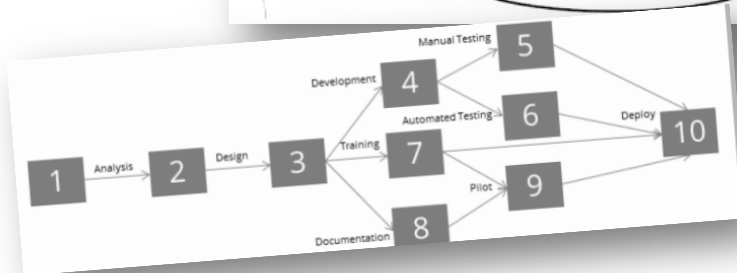 Manual Testing
5
Development
4
Automated Testing
6
Deploy
10
Analysis
Design
Training
1
2
3
7
Pilot
9
Documentation
8